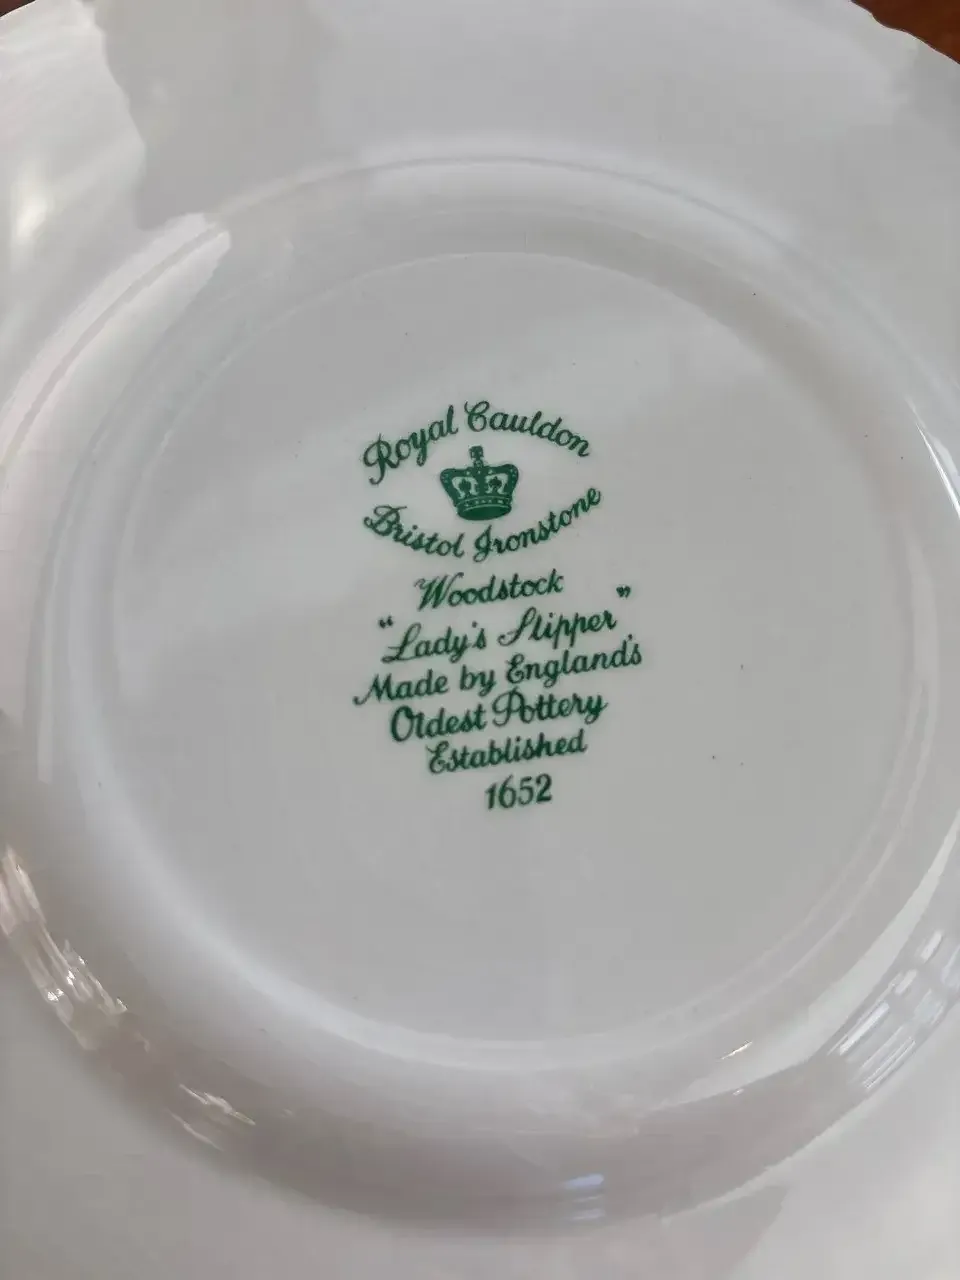 Royal Cauldon
Bristol Ironstone
Woodstock
"Lady's Slipper"
Made by England's
Oldest Pottery
Established
1652